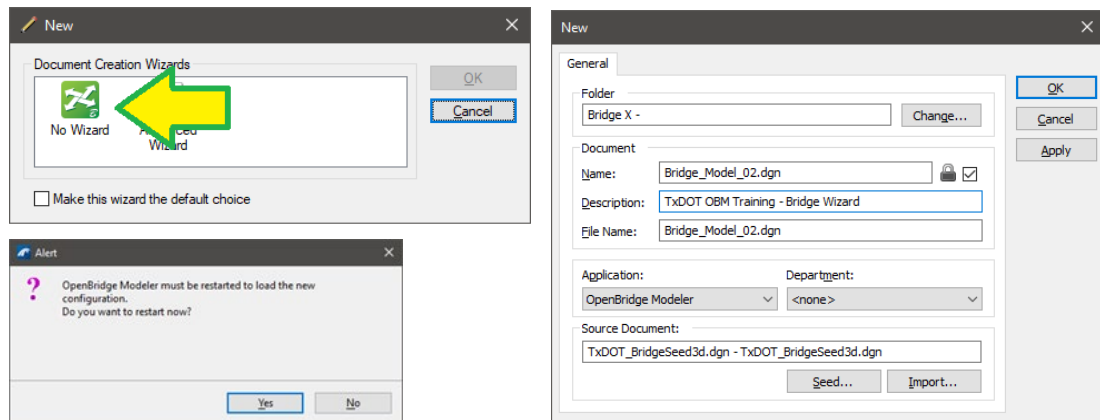 New
Document Creation Wizards
No Wizard
Wizard
OK
Cancel
Make this wizard the default choice
Alert
OpenBridge Modeler must be restarted to load the new
configuration.
Do you want to restart now?
Yes
No
New
General
Folder
Bridge X -
Change...
Document
Name:
Bridge_Model_02.dgn
Description:
TxDOT OBM Training - Bridge Wizard
File Name:
Bridge_Model_02.dgn
Application:
Department:
OpenBridge Modeler
<none>
Source Document:
TxDOT_BridgeSeed3d.dgn - TxDOT_BridgeSeed3d.dgn
Seed...
Import...
OK
Cancel
Apply